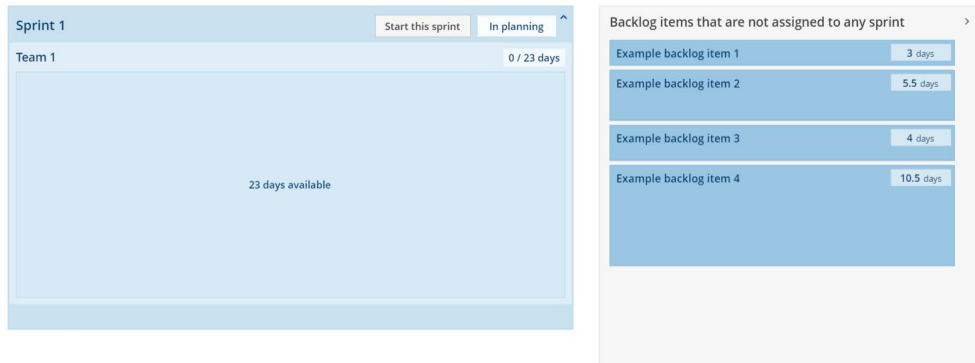 Sprint 1
Start this sprint
In planning
Team 1
0 / 23 days
23 days available
Backlog items that are not assigned to any sprint
Example backlog item 1
3 days
Example backlog item 2
5.5 days
Example backlog item 3
4 days
Example backlog item 4
10.5 days